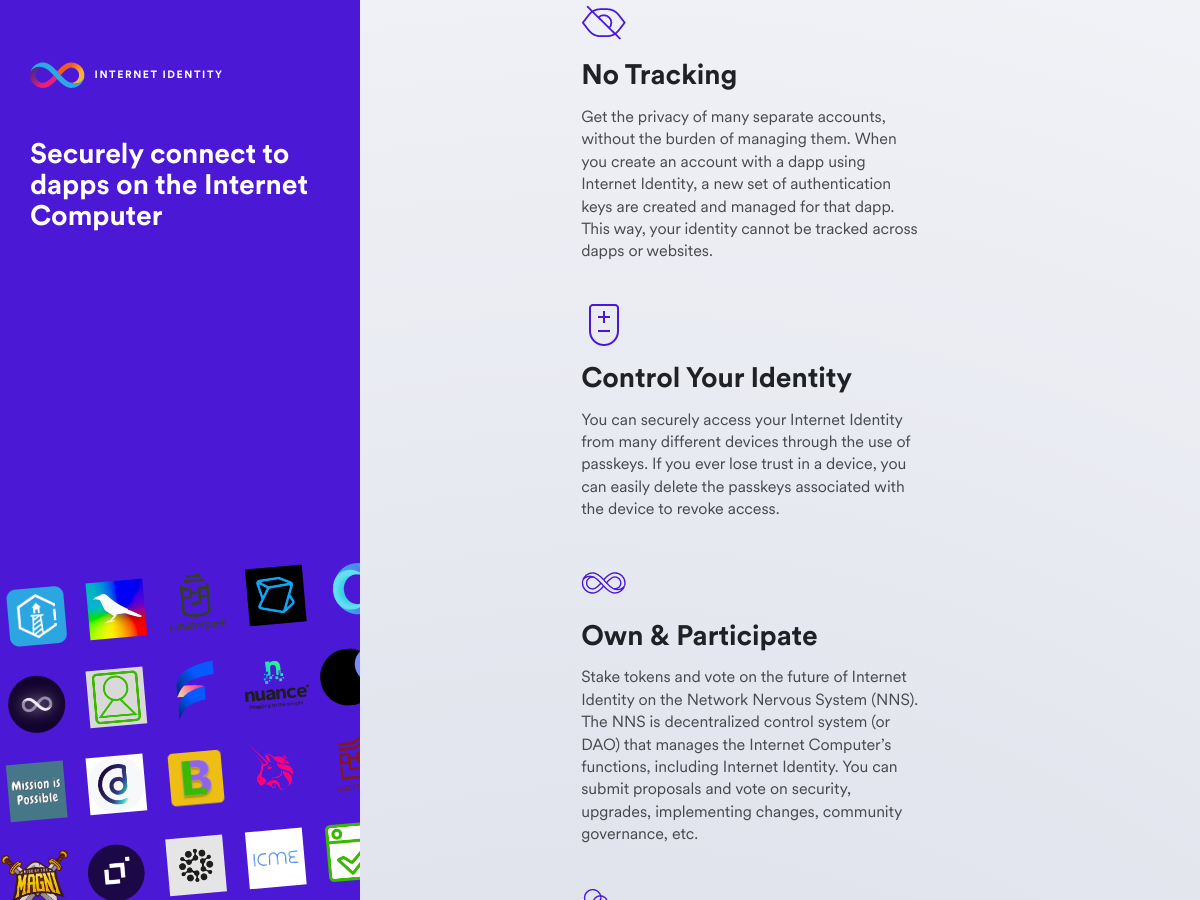 INTERNET IDENTITY
Securely connect to
dapps on the Internet
Computer
nuance
Mission is
Possible
B
MAGNI
ICME
No Tracking
Get the privacy of many separate accounts,
without the burden of managing them. When
you create an account with a dapp using
Internet Identity, a new set of authentication
keys are created and managed for that dapp.
This way, your identity cannot be tracked across
dapps or websites.
Control Your Identity
You can securely access your Internet Identity
from many different devices through the use of
passkeys. If you ever lose trust in a device, you
can easily delete the passkeys associated with
the device to revoke access.
Own & Participate
Stake tokens and vote on the future of Internet
Identity on the Network Nervous System (NNS).
The NNS is decentralized control system (or
DAO) that manages the Internet Computer’s
functions, including Internet Identity. You can
submit proposals and vote on security,
upgrades, implementing changes, community
governance, etc.